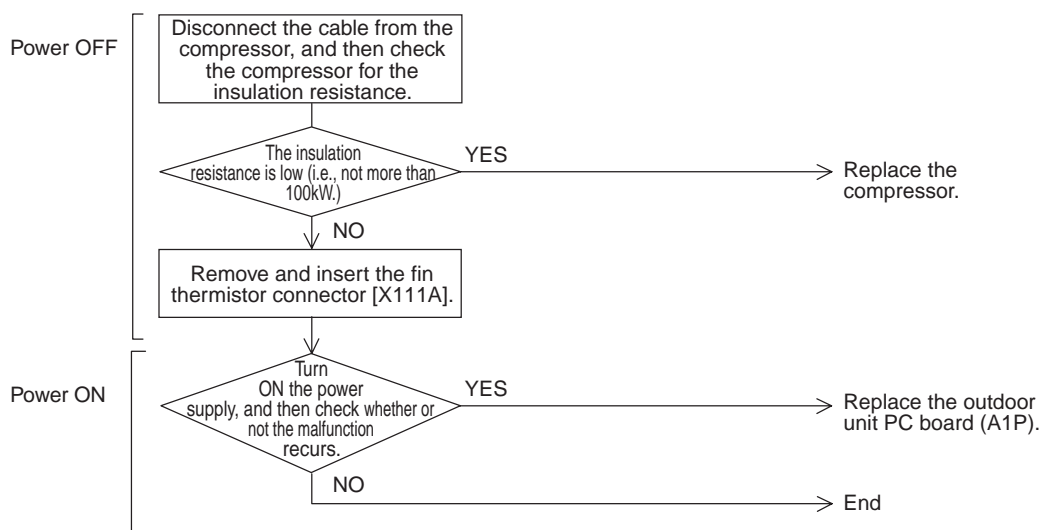 Power OFF
Disconnect the cable from the
compressor, and then check
the compressor for the
insulation resistance.
The insulation
resistance is low (i.e., not more than
100kW.)
YES
Replace the
compressor.
NO
Remove and insert the fin
thermistor connector [X111A].
Power ON
Turn
ON the power
supply, and then check whether or
not the malfunction
recurs.
YES
Replace the outdoor
unit PC board (A1P).
NO
End